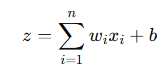 z = \sum_{i=1}^{n} w_i x_i + b